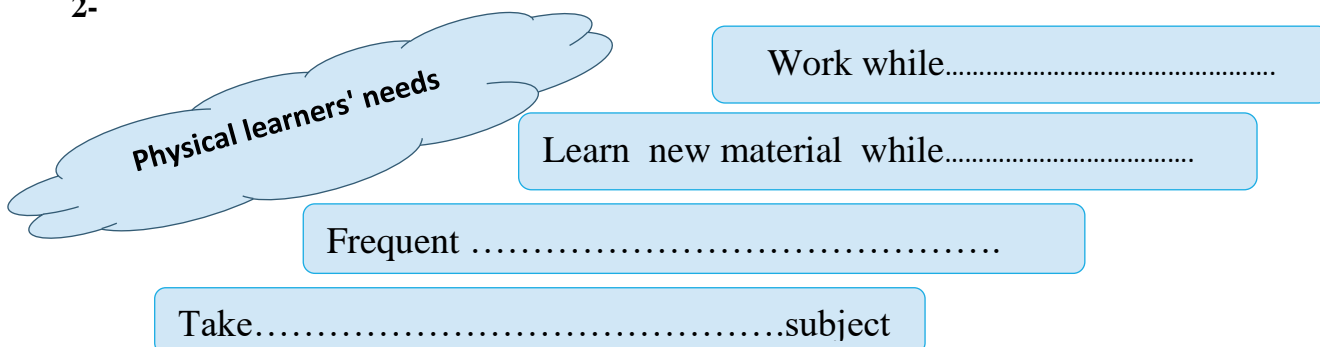 2-
Physical learners' needs
Work while................................................
Learn  new material  while....................................
Frequent …………………………………….
Take…………………………………….subject